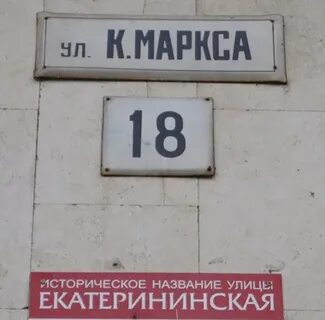 ул. К.МАРКСА
18
ИСТОРИЧЕСКОЕ НАЗВАНИЕ УЛИЦЫ
ЕКАТЕРИНИНСКАЯ